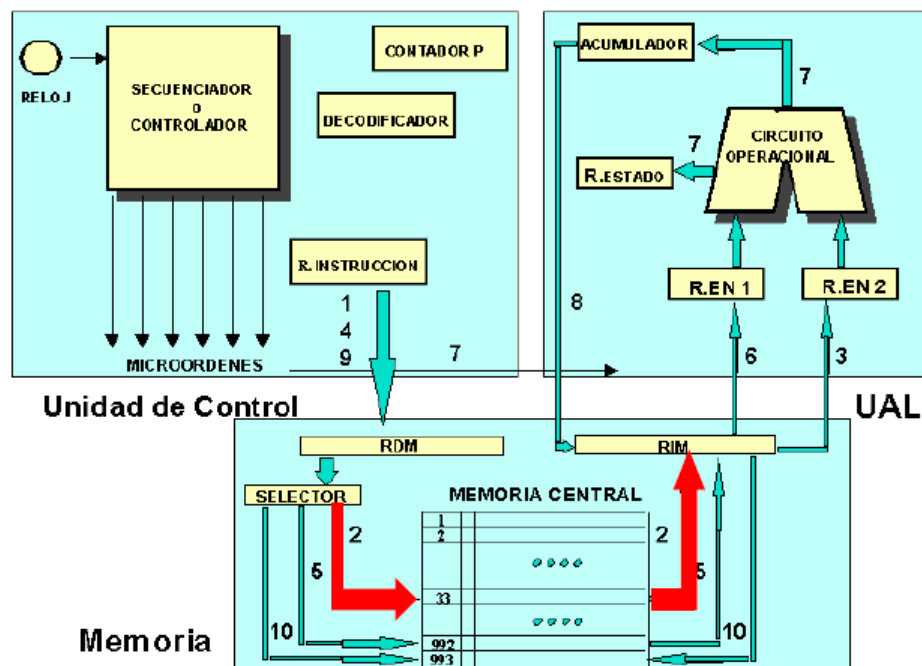 RELOJ
SECUENCIADOR
O
CONTROLADOR
CONTADOR P
DECODIFICADOR
R.INSTRUCCION
1
4
9
7
MICROORDENES
Unidad de Control
ACUMULADOR
7
CIRCUITO
OPERACIONAL
7
R.ESTADO
R.EN 1
R.EN 2
8
6
3
UAL
RDM
RIM
SELECTOR
MEMORIA CENTRAL
1
2
2
2
5
5
33
10
10
992
993
Memoria